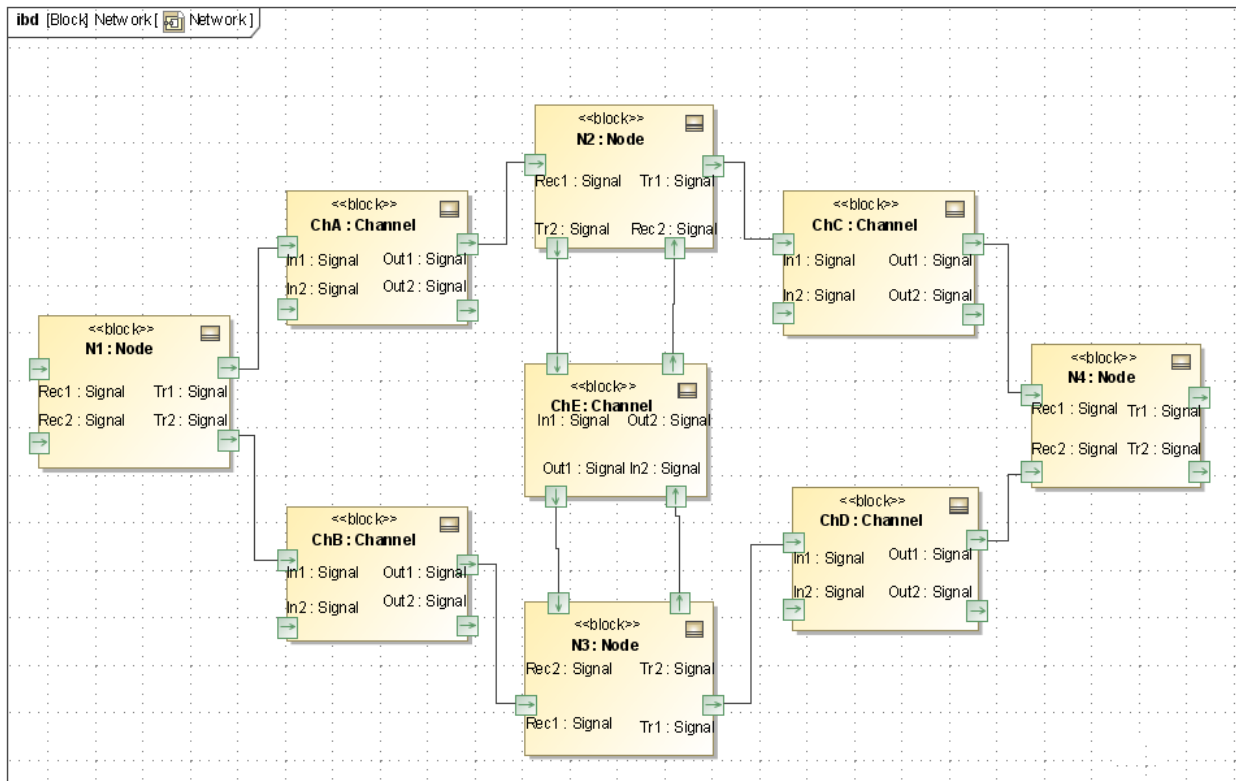 ibd [Block] Network [ Network ]
<<block>>
N2 : Node
Rec1 : Signal Tr1 : Signal
Tr2 : Signal Rec2 : Signal
<<block>>
ChA : Channel
In1 : Signal Out1 : Signal
In2 : Signal Out2 : Signal
<<block>>
ChC : Channel
In1 : Signal Out1 : Signal
In2 : Signal Out2 : Signal
<<block>>
N1 : Node
Rec1 : Signal Tr1 : Signal
Rec2 : Signal Tr2 : Signal
<<block>>
ChE : Channel
In1 : Signal Out2 : Signal
Out1 : Signal In2 : Signal
<<block>>
N4 : Node
Rec1 : Signal Tr1 : Signal
Rec2 : Signal Tr2 : Signal
<<block>>
ChB : Channel
In1 : Signal Out1 : Signal
In2 : Signal Out2 : Signal
<<block>>
ChD : Channel
In1 : Signal Out1 : Signal
In2 : Signal Out2 : Signal
<<block>>
N3 : Node
Rec2 : Signal Tr2 : Signal
Rec1 : Signal Tr1 : Signal